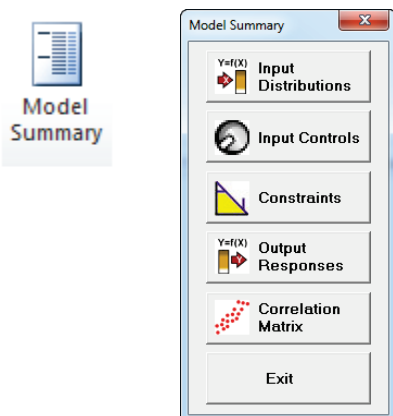 Model
Summary
Model Summary
Y=f(X)
Input
Distributions
Input Controls
Constraints
Y=f(X)
Output
Responses
Correlation
Matrix
Exit